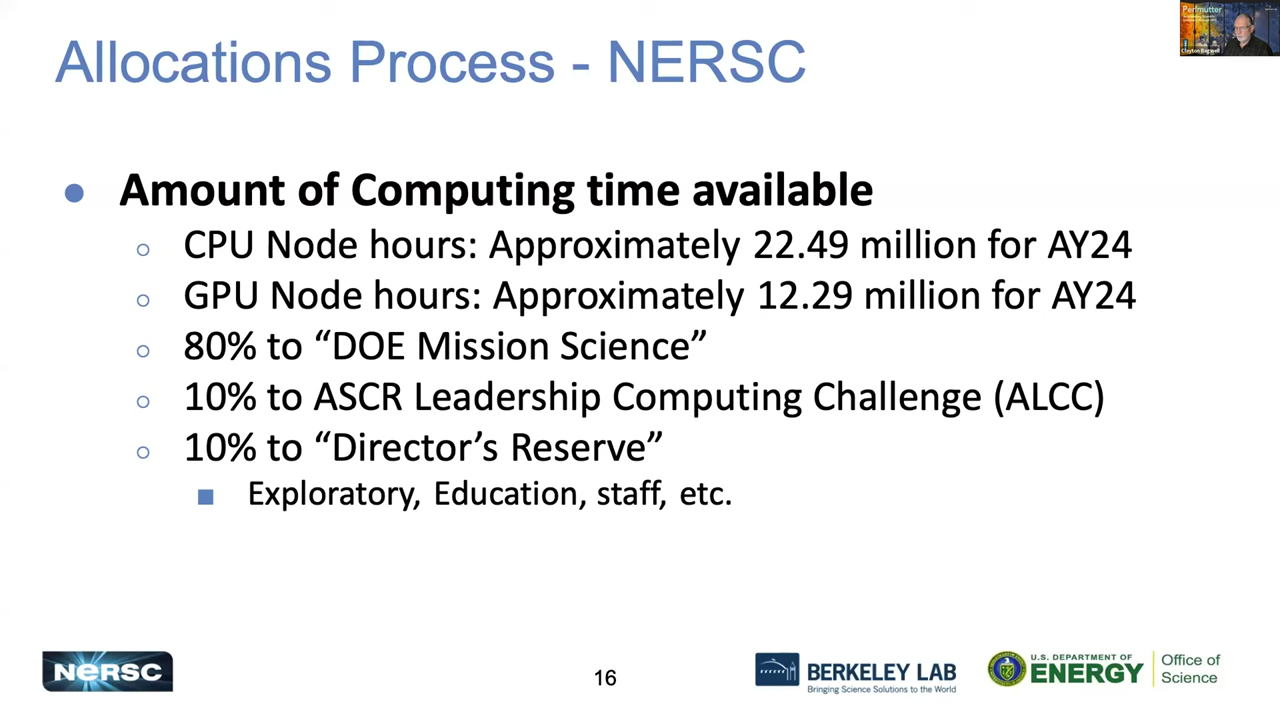 Allocations Process - NERSC
Perlmutter
Clayton Bagwell
● Amount of Computing time available
○ CPU Node hours: Approximately 22.49 million for AY24
○ GPU Node hours: Approximately 12.29 million for AY24
○ 80% to “DOE Mission Science”
○ 10% to ASCR Leadership Computing Challenge (ALCC)
○ 10% to “Director’s Reserve”
■ Exploratory, Education, staff, etc.
NERSC
16
BERKELEY LAB
Bringing Science Solutions to the World
U.S. DEPARTMENT OF
ENERGY
Office of
Science